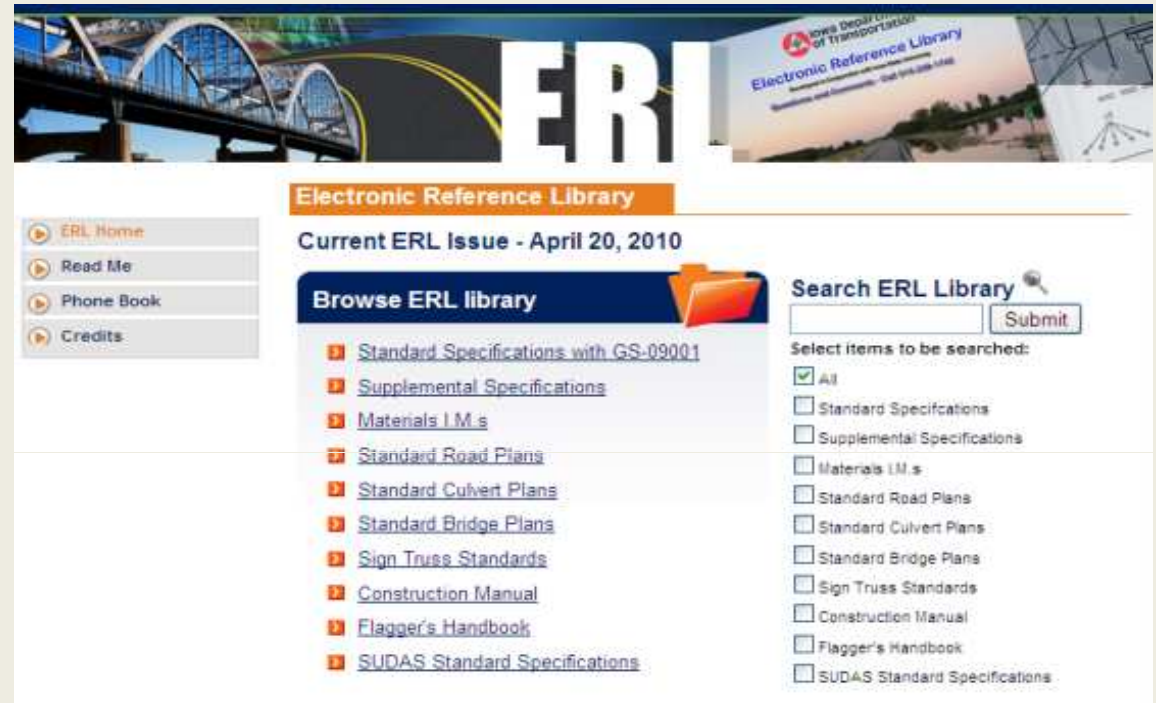 ERL
Iowa Department
of Transportation
Electronic Reference Library
Electronic Reference Library
ERL Home
Read Me
Phone Book
Credits
Current ERL Issue - April 20, 2010
Browse ERL library
Standard Specifications with GS-09001
Supplemental Specifications
Materials I.M.s
Standard Road Plans
Standard Culvert Plans
Standard Bridge Plans
Sign Truss Standards
Construction Manual
Flagger's Handbook
SUDAS Standard Specifications
Search ERL Library
Submit
Select items to be searched:
All
Standard Specifcations
Supplemental Specifications
Materials I.M.s
Standard Road Plans
Standard Culvert Plans
Standard Bridge Plans
Sign Truss Standards
Construction Manual
Flagger's Handbook
SUDAS Standard Specifications